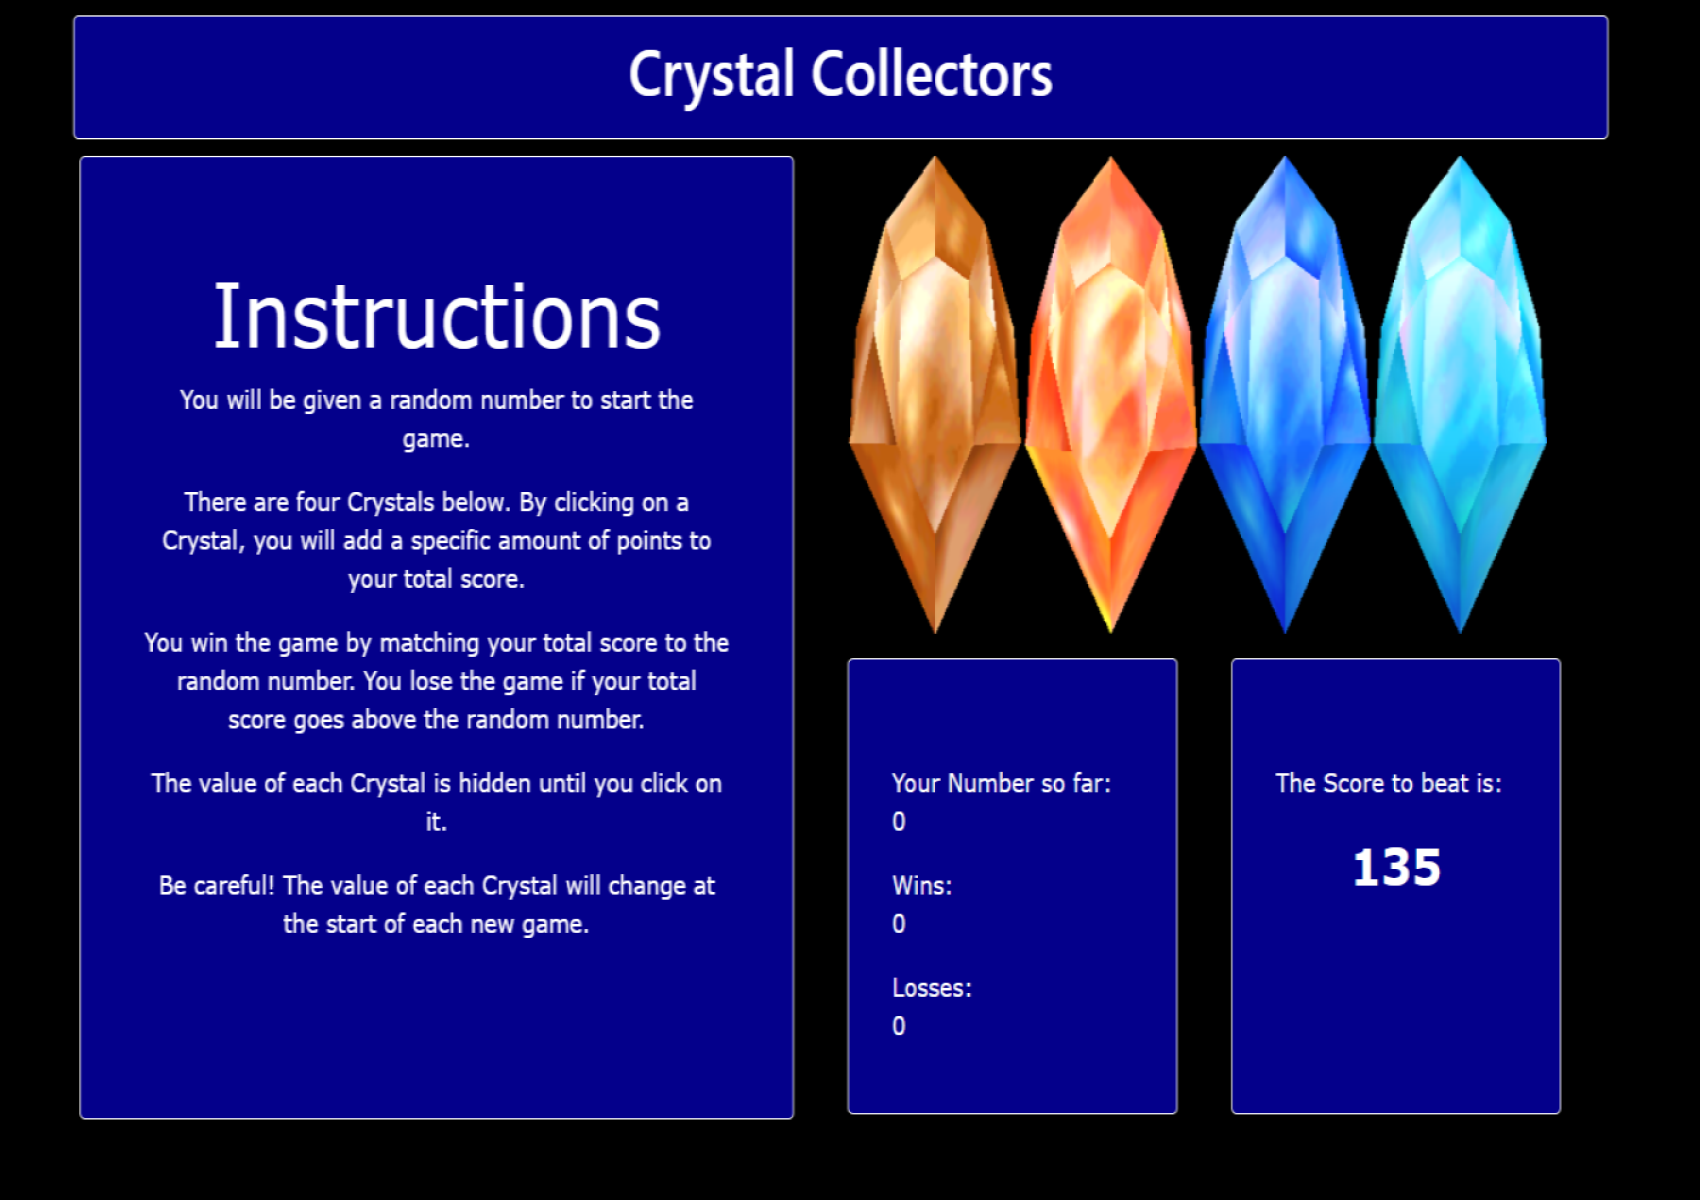 Crystal Collectors
Instructions
You will be given a random number to start the
game.
There are four Crystals below. By clicking on a
Crystal, you will add a specific amount of points to
your total score.
You win the game by matching your total score to the
random number. You lose the game if your total
score goes above the random number.
The value of each Crystal is hidden until you click on
it.
Be careful! The value of each Crystal will change at
the start of each new game.
Your Number so far:
0
Wins:
0
Losses:
0
The Score to beat is:
135